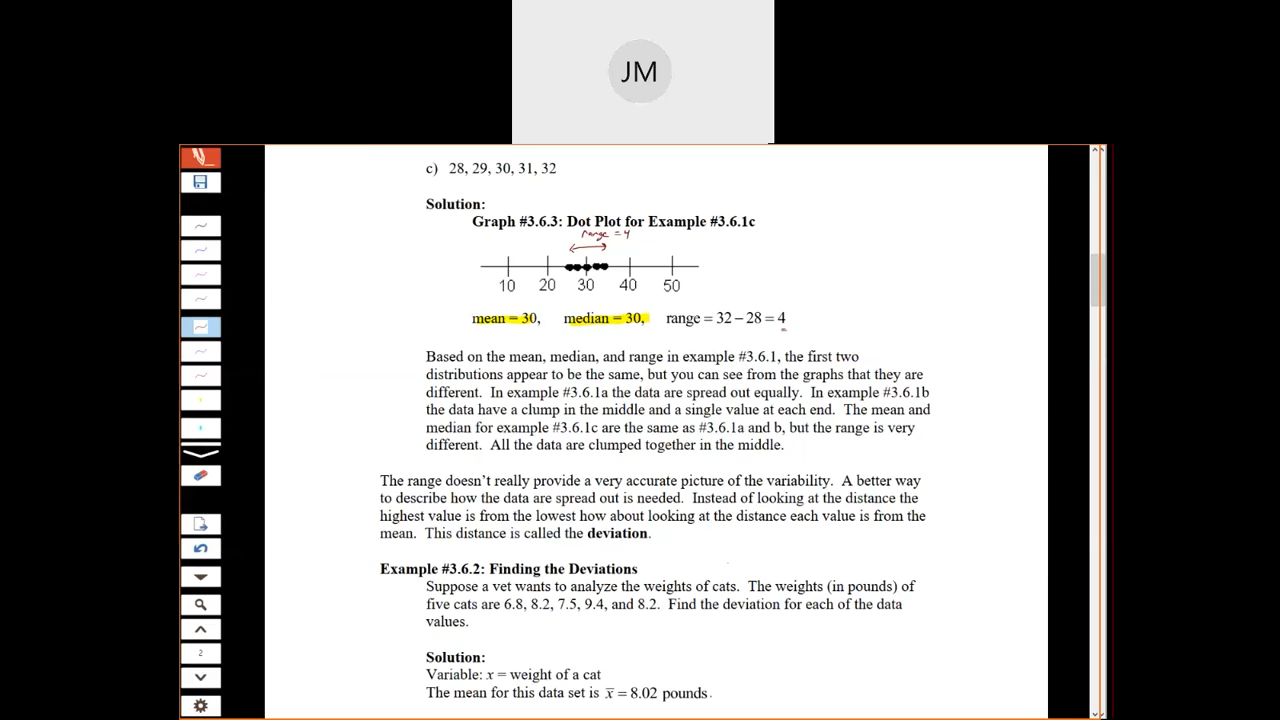 JM
c) 28, 29, 30, 31, 32
Solution:
Graph #3.6.3: Dot Plot for Example #3.6.1c
range = 4
10 20 30 40 50
mean = 30, median = 30, range = 32 − 28 = 4
Based on the mean, median, and range in example #3.6.1, the first two
distributions appear to be the same, but you can see from the graphs that they are
different. In example #3.6.1a the data are spread out equally. In example #3.6.1b
the data have a clump in the middle and a single value at each end. The mean and
median for example #3.6.1c are the same as #3.6.1a and b, but the range is very
different. All the data are clumped together in the middle.
The range doesn't really provide a very accurate picture of the variability. A better way
to describe how the data are spread out is needed. Instead of looking at the distance the
highest value is from the lowest how about looking at the distance each value is from the
mean. This distance is called the deviation.
Example #3.6.2: Finding the Deviations
Suppose a vet wants to analyze the weights of cats. The weights (in pounds) of
five cats are 6.8, 8.2, 7.5, 9.4, and 8.2. Find the deviation for each of the data
values.
Solution:
Variable: x = weight of a cat
The mean for this data set is x̅ = 8.02 pounds.
2